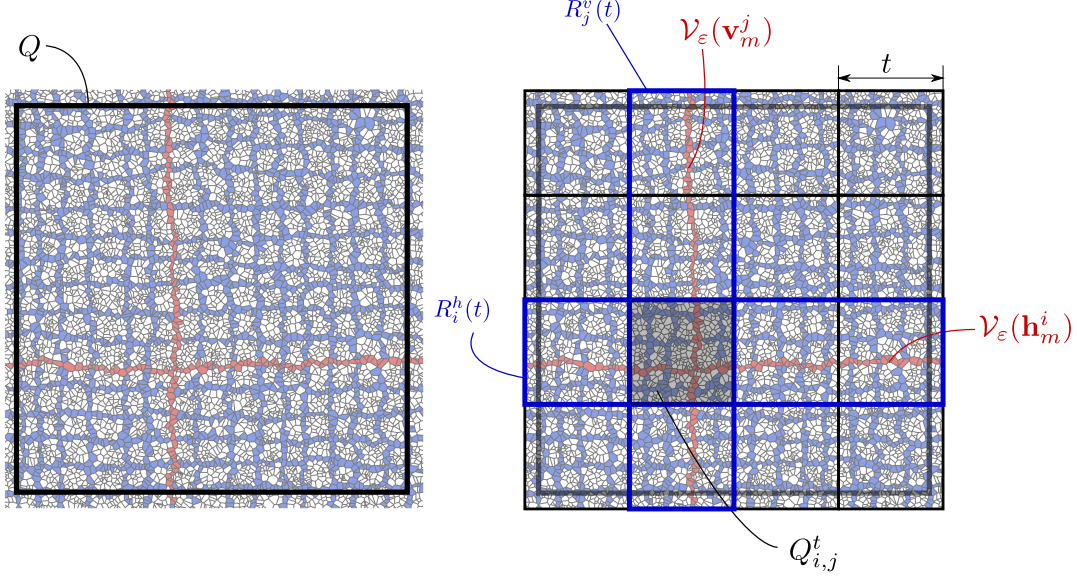 Q
R_j^v(t)
𝒱_ε(𝐯_m^j)
t
R_i^h(t)
𝒱_ε(𝐡_m^i)
Q_{i,j}^t